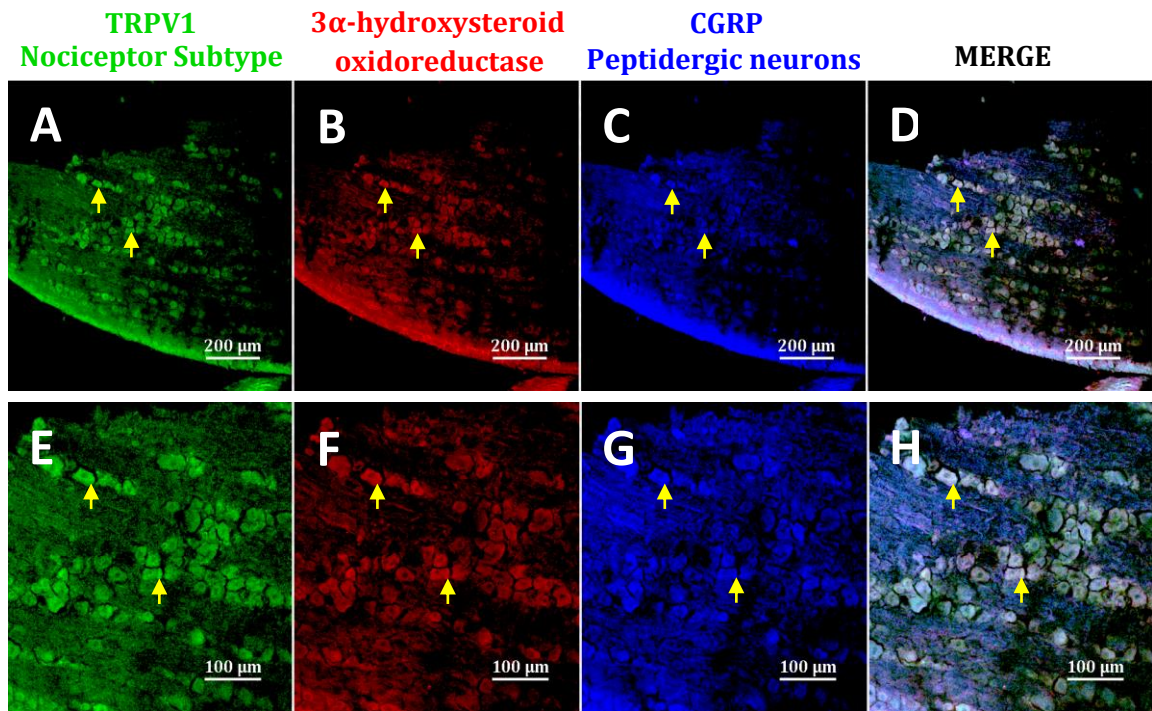 TRPV1
Nociceptor Subtype
3α-hydroxysteroid
oxidoreductase
CGRP
Peptidergic neurons
MERGE
A
B
C
D
200 µm
200 µm
200 µm
200 µm
E
F
G
H
100 µm
100 µm
100 µm
100 µm